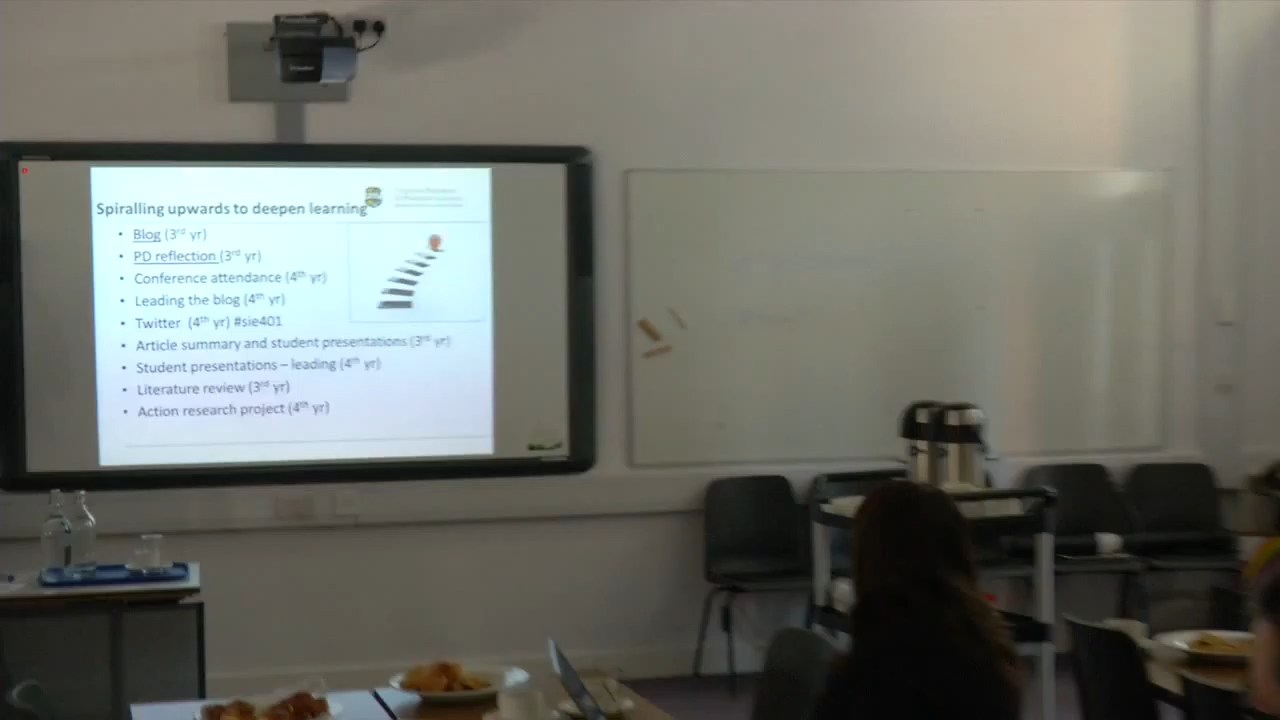 Spiralling upwards to deepen learning
• Blog (3rd yr)
• PD reflection (3rd yr)
• Conference attendance (4th yr)
• Leading the blog (4th yr)
• Twitter (4th yr) #sie401
• Article summary and student presentations (3rd yr)
• Student presentations – leading (4th yr)
• Literature review (3rd yr)
• Action research project (4th yr)